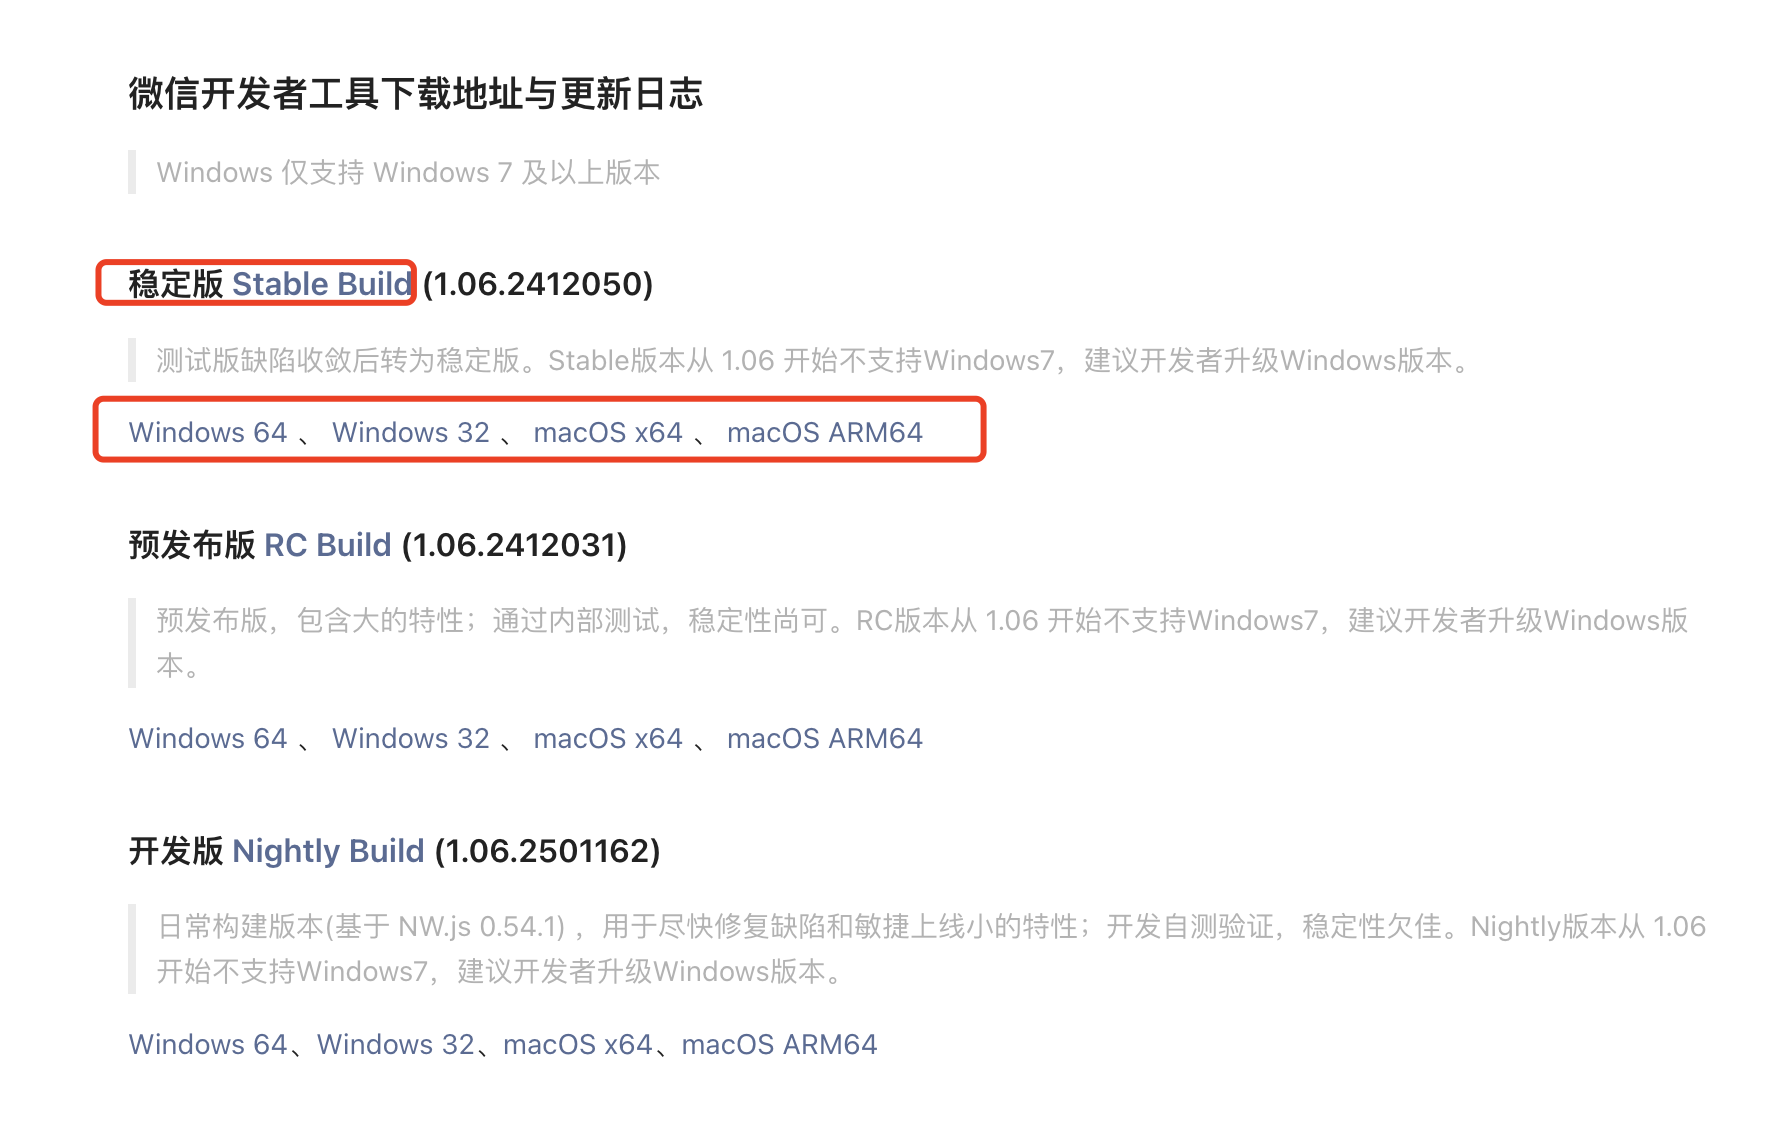 微信开发者工具下载地址与更新日志
Windows 仅支持 Windows 7 及以上版本
稳定版 Stable Build (1.06.2412050)
测试版缺陷收敛后转为稳定版。Stable版本从 1.06 开始不支持Windows7，建议开发者升级Windows版本。
Windows 64 、 Windows 32 、 macOS x64 、 macOS ARM64
预发布版 RC Build (1.06.2412031)
预发布版，包含大的特性；通过内部测试，稳定性尚可。RC版本从 1.06 开始不支持Windows7，建议开发者升级Windows版
本。
Windows 64 、 Windows 32 、 macOS x64 、 macOS ARM64
开发版 Nightly Build (1.06.2501162)
日常构建版本(基于 NW.js 0.54.1) ，用于尽快修复缺陷和敏捷上线小的特性；开发自测验证，稳定性欠佳。Nightly版本从 1.06
开始不支持Windows7，建议开发者升级Windows版本。
Windows 64、Windows 32、macOS x64、macOS ARM64